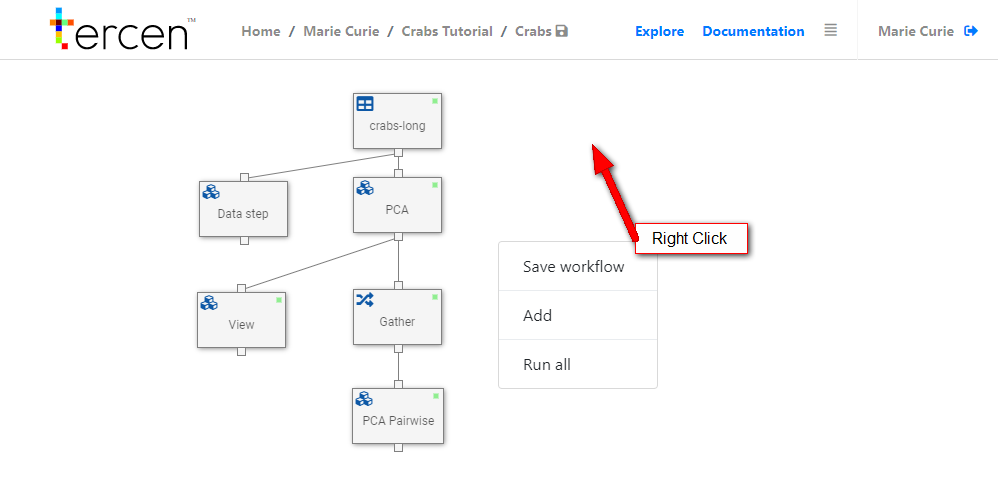 tercen™
Home / Marie Curie / Crabs Tutorial / Crabs
Explore Documentation
Marie Curie
crabs-long
Data step
PCA
Right Click
Save workflow
Add
Run all
View
Gather
PCA Pairwise